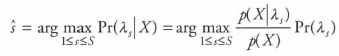 ŝ = arg max_{1≤s≤S} Pr(λ_s | X) = arg max_{1≤s≤S} p(X | λ_s) / p(X) Pr(λ_s)